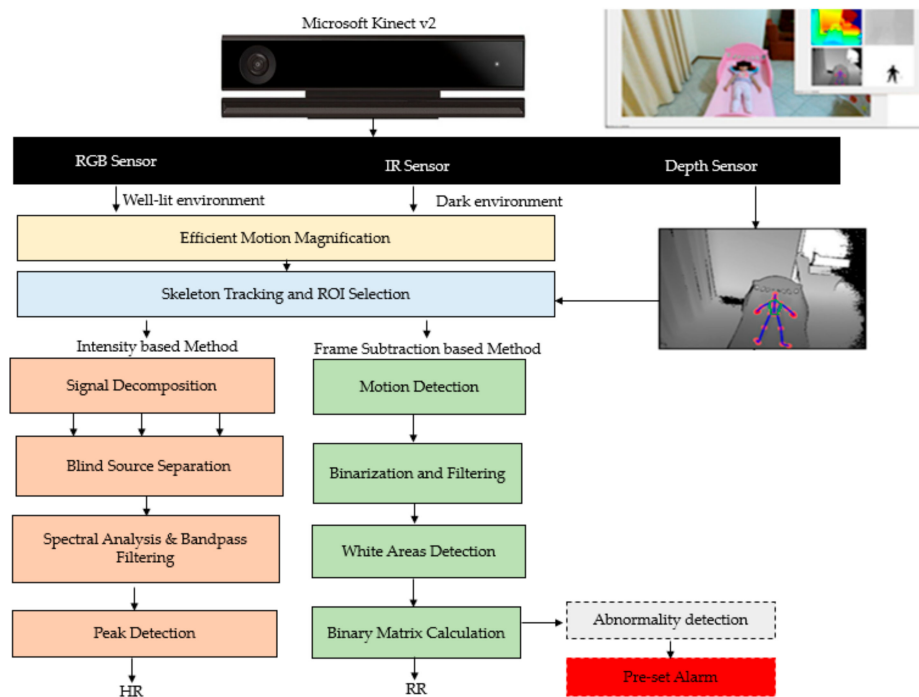 Microsoft Kinect v2
RGB Sensor
IR Sensor
Depth Sensor
Well-lit environment
Dark environment
Efficient Motion Magnification
Skeleton Tracking and ROI Selection
Intensity based Method
Frame Subtraction based Method
Signal Decomposition
Motion Detection
Blind Source Separation
Binarization and Filtering
Spectral Analysis & Bandpass
Filtering
White Areas Detection
Peak Detection
Binary Matrix Calculation
Abnormality detection
Pre-set Alarm
HR
RR